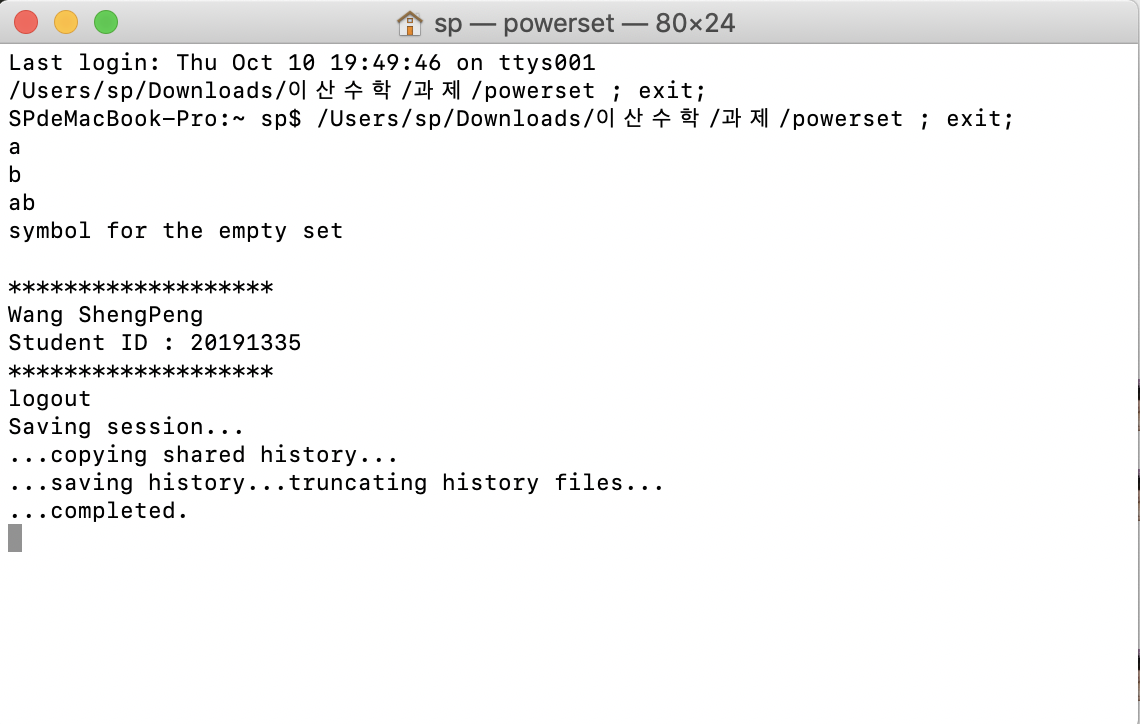 sp — powerset — 80×24
Last login: Thu Oct 10 19:49:46 on ttys001
/Users/sp/Downloads/이산수학/과제/powerset ; exit;
SPdeMacBook-Pro:~ sp$ /Users/sp/Downloads/이산수학/과제/powerset ; exit;
a
b
ab
symbol for the empty set
*******************
Wang ShengPeng
Student ID : 20191335
*******************
logout
Saving session...
...copying shared history...
...saving history...truncating history files...
...completed.